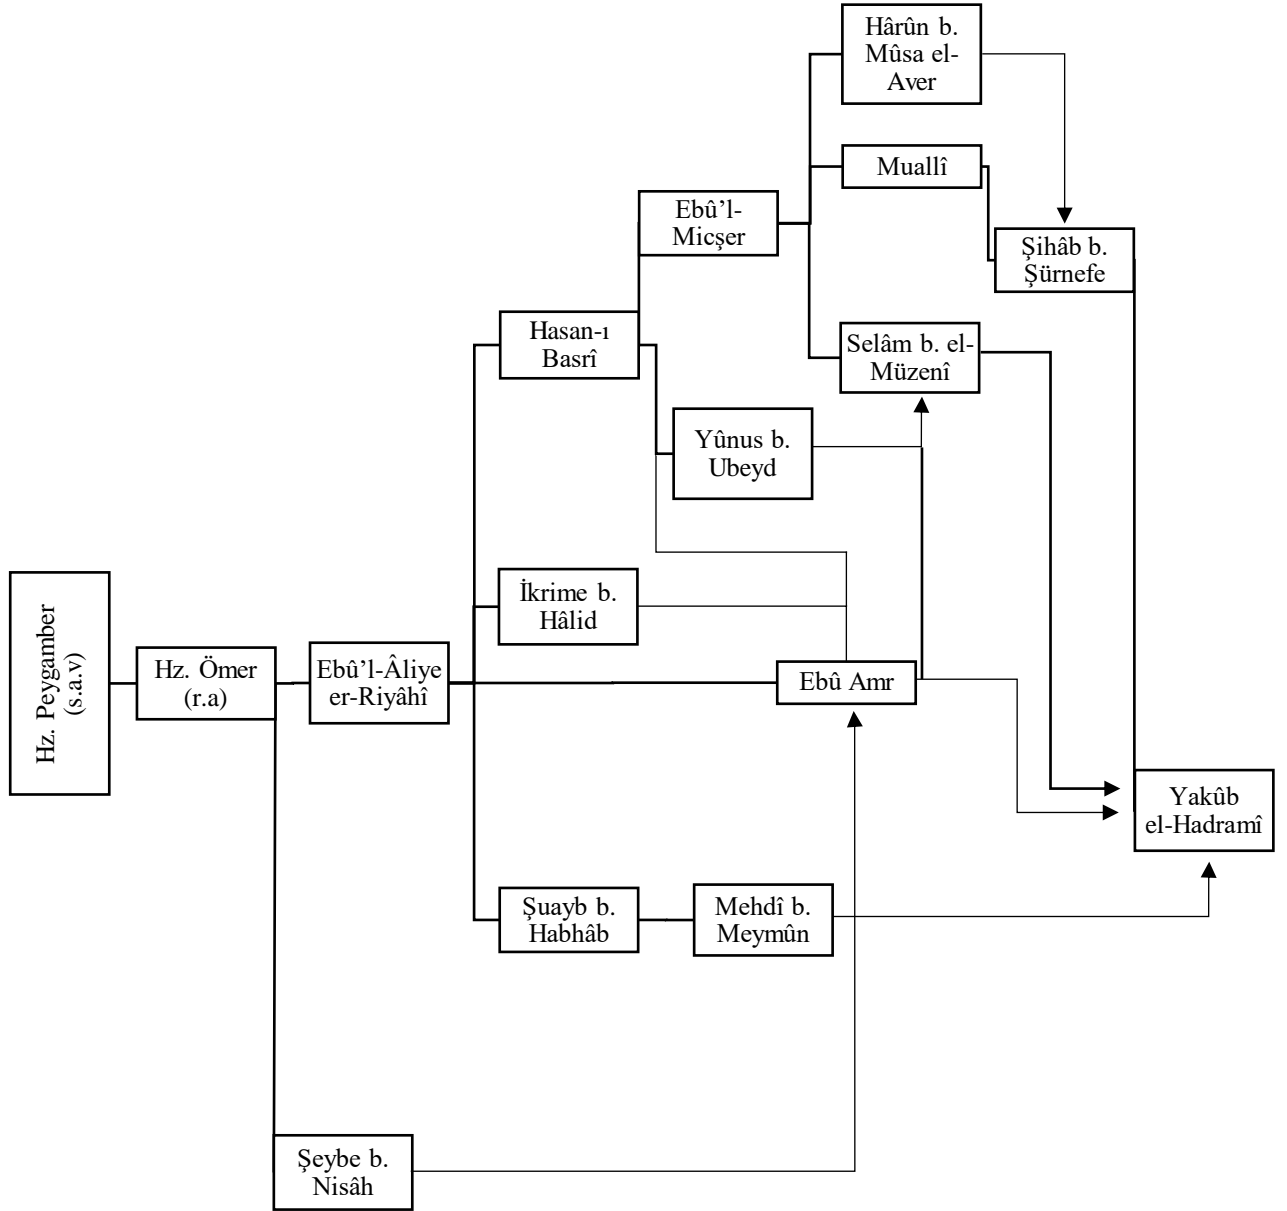 Hârûn b.
Mûsa el-
Aver
Muallî
Ebû’l-
Micşer
Şihâb b.
Şürnefe
Hasan-ı
Basrî
Selâm b. el-
Müzenî
Yûnus b.
Ubeyd
Hz. Peygamber
(s.a.v)
İkrime b.
Hâlid
Hz. Ömer
(r.a)
Ebû’l-Âliye
er-Riyâhî
Ebû Amr
Yakûb
el-Hadramî
Şuayb b.
Habhâb
Mehdî b.
Meymûn
Şeybe b.
Nisâh